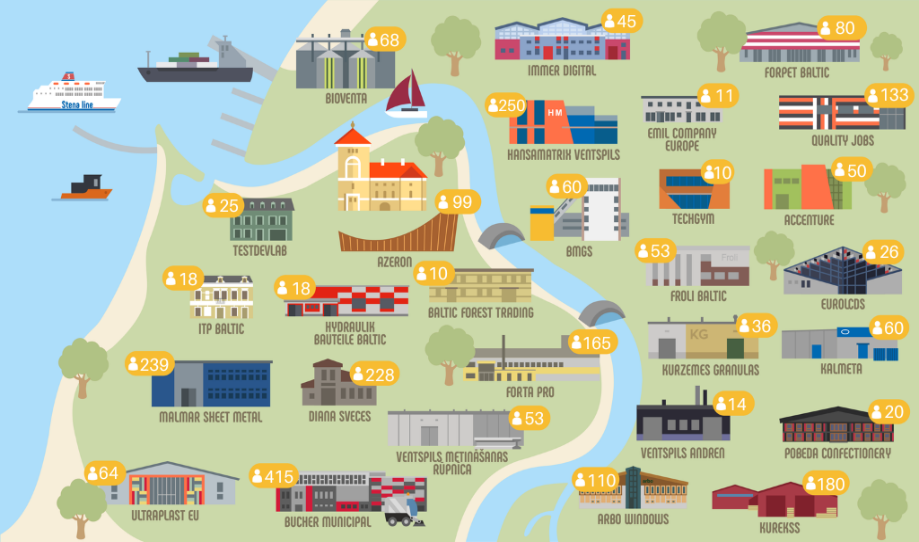 68
BIOVENTA
45
IMMER DIGITAL
80
FORPET BALTIC
Stena line
250
HM
KANSAMATRIX VENTSPILS
11
EMIL COMPANY
EUROPE
133
QUALITY JOBS
25
TESTDEVLAB
99
AZERON
60
BMGS
10
TECHGYM
50
ACCENTURE
18
ITP BALTIC
18
HYDRAULIK
BAUTEILE BALTIC
10
BALTIC FOREST TRADING
53
Froli
FROLI BALTIC
26
EUROLCDS
239
MALMAR SHEET METAL
228
DIANA SVECES
165
FORTA PRO
36
KG
KURZEMES GRANULAS
60
KALMETA
53
VENTSPILS METINĀŠANAS
RŪPNICA
14
VENTSPILS ANDREN
20
POBEDA CONFECTIONERY
64
ULTRAPLAST EU
415
BUCHER MUNICIPAL
110
ARBO WINDOWS
180
KUREKSS